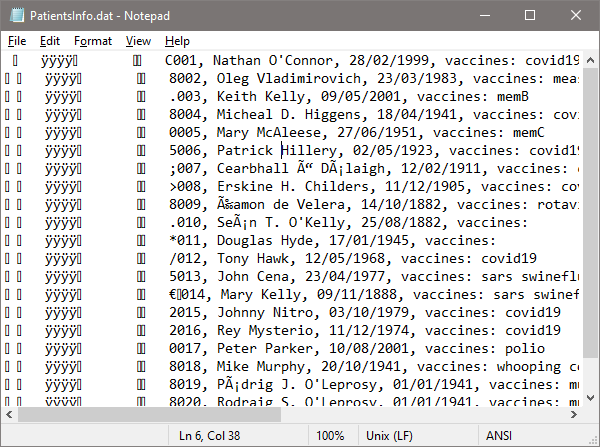 PatientsInfo.dat - Notepad
File Edit Format View Help
ÿÿÿÿ C001, Nathan O'Connor, 28/02/1999, vaccines: covid19
ÿÿÿÿ 8002, Oleg Vladimirovich, 23/03/1983, vaccines: meas
ÿÿÿÿ .003, Keith Kelly, 09/05/2001, vaccines: memB
ÿÿÿÿ 8004, Micheal D. Higgens, 18/04/1941, vaccines: covi
ÿÿÿÿ 0005, Mary McAleese, 27/06/1951, vaccines: memC
ÿÿÿÿ 5006, Patrick Hillery, 02/05/1923, vaccines: covid19
ÿÿÿÿ ;007, Cearbhall Ã“ DÃ¡laigh, 12/02/1911, vaccines: c
ÿÿÿÿ >008, Erskine H. Childers, 11/12/1905, vaccines: cov
ÿÿÿÿ 8009, Ã‰amon de Velera, 14/10/1882, vaccines: rotavi
ÿÿÿÿ .010, SeÃ¡n T. O'Kelly, 25/08/1882, vaccines:
ÿÿÿÿ *011, Douglas Hyde, 17/01/1945, vaccines:
ÿÿÿÿ /012, Tony Hawk, 12/05/1968, vaccines: covid19
ÿÿÿÿ 5013, John Cena, 23/04/1977, vaccines: sars swineflu
ÿÿÿÿ €014, Mary Kelly, 09/11/1888, vaccines: sars swinef
ÿÿÿÿ 2015, Johnny Nitro, 03/10/1979, vaccines: covid19
ÿÿÿÿ 2016, Rey Mysterio, 11/12/1974, vaccines: covid19
ÿÿÿÿ 0017, Peter Parker, 10/08/2001, vaccines: polio
ÿÿÿÿ 8018, Mike Murphy, 20/10/1941, vaccines: whooping co
ÿÿÿÿ 8019, PÃ¡drig J. O'Leprosy, 01/01/1941, vaccines: mu
ÿÿÿÿ 8020, Rodraig S. O'Leprosy, 01/01/1941, vaccines: m
Ln 6, Col 38 100% Unix (LF) ANSI